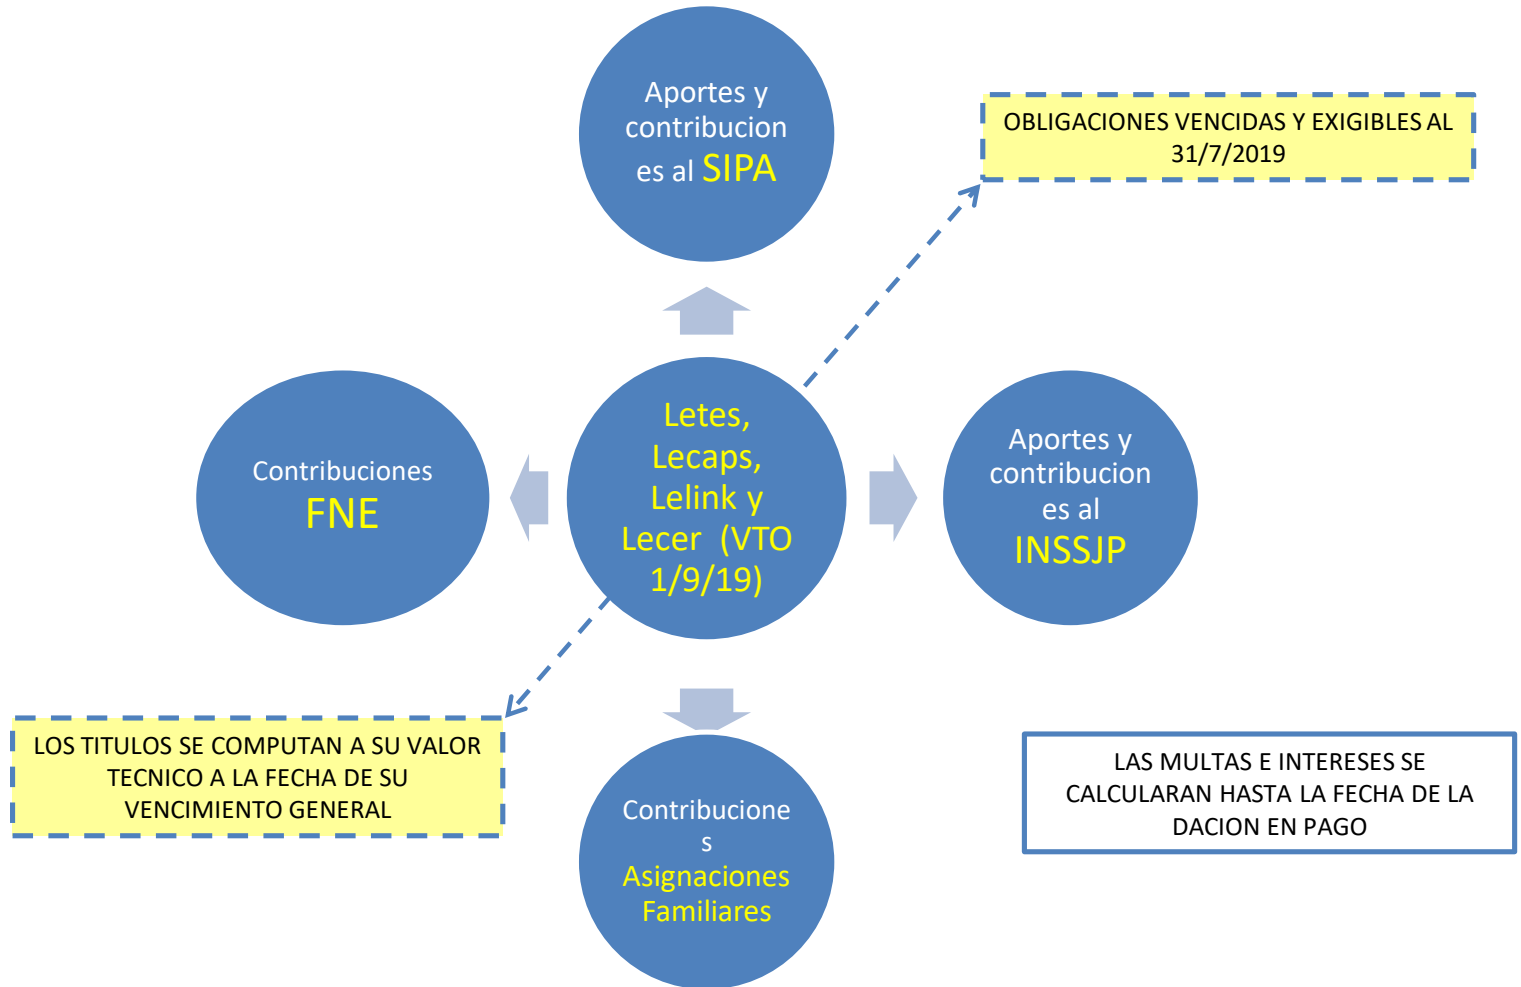 Aportes y
contribucion
es al SIPA
OBLIGACIONES VENCIDAS Y EXIGIBLES AL
31/7/2019
Contribuciones
FNE
Letes,
Lecaps,
Lelink y
Lecer (VTO
1/9/19)
Aportes y
contribucion
es al
INSSJP
LOS TITULOS SE COMPUTAN A SU VALOR
TECNICO A LA FECHA DE SU
VENCIMIENTO GENERAL
Contribucione
s
Asignaciones
Familiares
LAS MULTAS E INTERESES SE
CALCULARAN HASTA LA FECHA DE LA
DACION EN PAGO